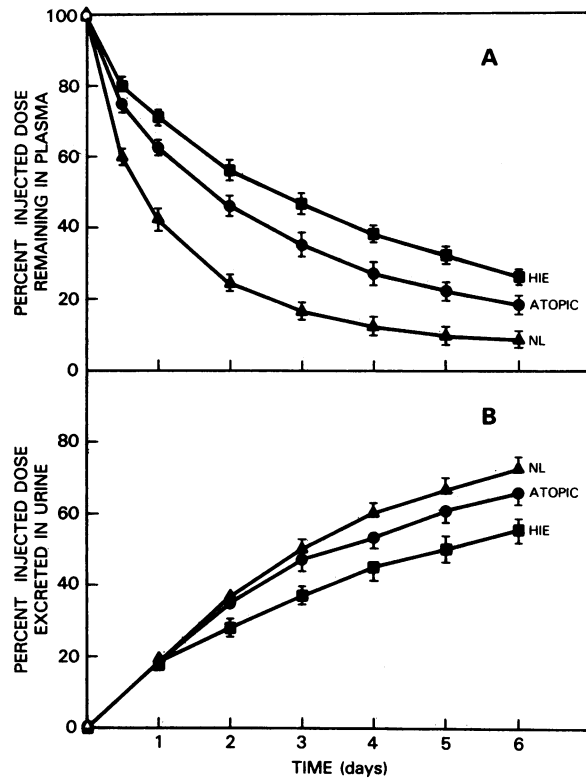 A
PERCENT INJECTED DOSE
REMAINING IN PLASMA
100
80
60
40
20
0
HIE
ATOPIC
NL
B
PERCENT INJECTED DOSE
EXCRETED IN URINE
80
60
40
20
0
NL
ATOPIC
HIE
1 2 3 4 5 6
TIME (days)